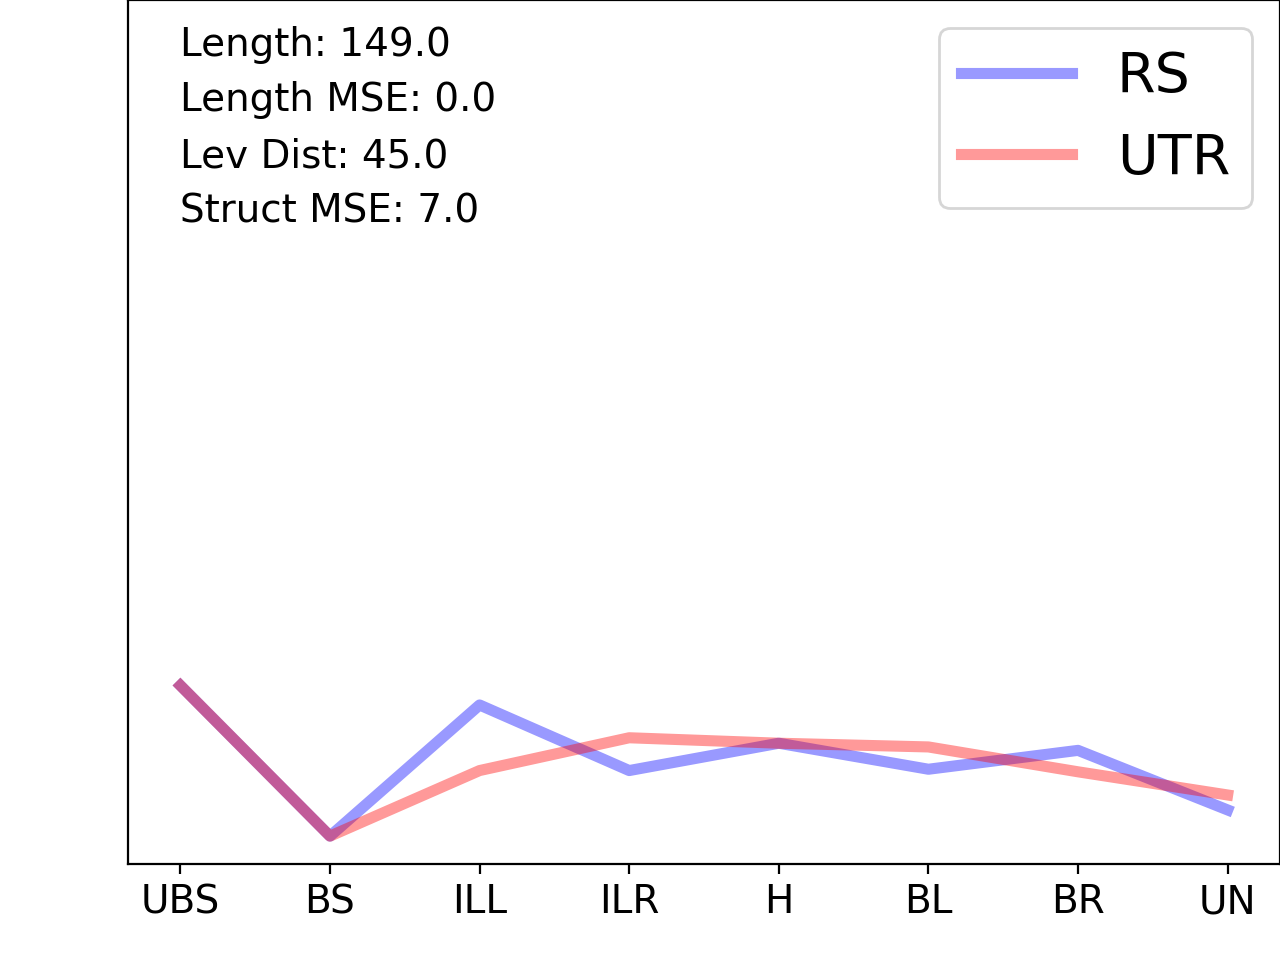 Length: 149.0
Length MSE: 0.0
Lev Dist: 45.0
Struct MSE: 7.0
RS
UTR
UBS BS ILL ILR H BL BR UN